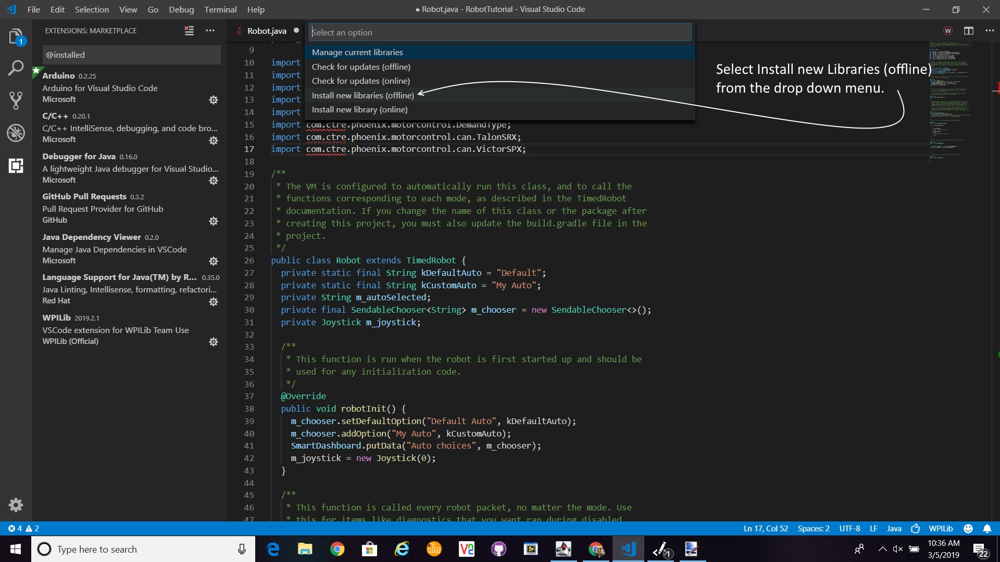 File Edit Selection View Go Debug Terminal Help
● Robot.java - RobotTutorial - Visual Studio Code
EXTENSIONS: MARKETPLACE
@installed
Arduino 0.2.25
Arduino for Visual Studio Code
Microsoft
C/C++ 0.20.1
C/C++ IntelliSense, debugging, and code bro...
Microsoft
Debugger for Java 0.16.0
A lightweight Java debugger for Visual Studio...
Microsoft
GitHub Pull Requests 0.3.2
Pull Request Provider for GitHub
GitHub
Java Dependency Viewer 0.2.0
Manage Java Dependencies in VSCode
Microsoft
Language Support for Java(TM) by R... 0.35.0
Java Linting, Intellisense, formatting, refactori...
Red Hat
WPILib 2019.2.1
VSCode extension for WPILib Team Use
WPILib (Official)
1
Robot.java
Select an option
Manage current libraries
Check for updates (offline)
Check for updates (online)
Install new libraries (offline)
Install new library (online)
Select Install new Libraries (offline)
from the drop down menu.
W
9
10 import
11 import
12 import
13 import
14 import
15 import com.ctre.phoenix.motorcontrol.DemandType;
16 import com.ctre.phoenix.motorcontrol.can.TalonSRX;
17 import com.ctre.phoenix.motorcontrol.can.VictorSPX;
18
19 /**
20 * The VM is configured to automatically run this class, and to call the
21 * functions corresponding to each mode, as described in the TimedRobot
22 * documentation. If you change the name of this class or the package after
23 * creating this project, you must also update the build.gradle file in the
24 * project.
25 */
26 public class Robot extends TimedRobot {
27 private static final String kDefaultAuto = "Default";
28 private static final String kCustomAuto = "My Auto";
29 private String m_autoSelected;
30 private final SendableChooser<String> m_chooser = new SendableChooser<>();
31 private Joystick m_joystick;
32
33 /**
34 * This function is run when the robot is first started up and should be
35 * used for any initialization code.
36 */
37 @Override
38 public void robotInit() {
39 m_chooser.setDefaultOption("Default Auto", kDefaultAuto);
40 m_chooser.addOption("My Auto", kCustomAuto);
41 SmartDashboard.putData("Auto choices", m_chooser);
42 m_joystick = new Joystick(0);
43 }
44
45 /**
46 * This function is called every robot packet, no matter the mode. Use
47 * this for items like diagnostics that you want ran during disabled,
4 2
Ln 17, Col 52 Spaces: 2 UTF-8 LF Java WPILib
Type here to search
ifm
VNC
1
10:36 AM
3/5/2019
22